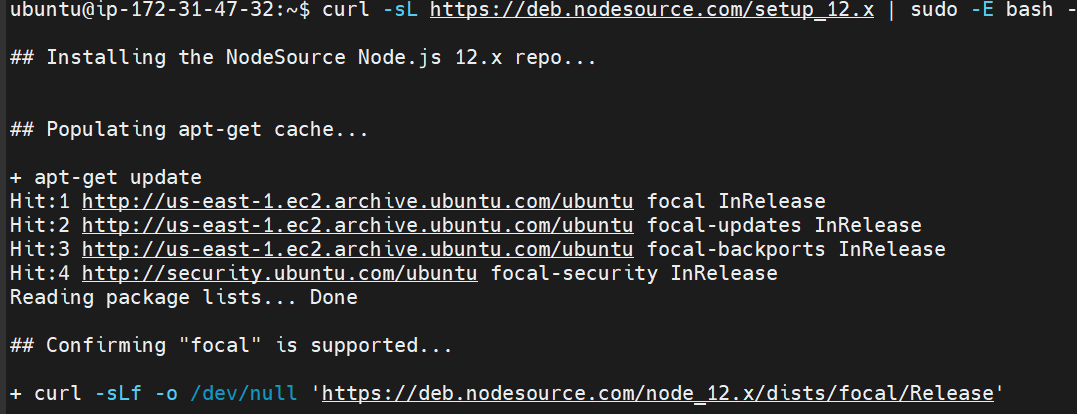 ubuntu@ip-172-31-47-32:~$ curl -sL https://deb.nodesource.com/setup_12.x | sudo -E bash -
## Installing the NodeSource Node.js 12.x repo...
## Populating apt-get cache...
+ apt-get update
Hit:1 http://us-east-1.ec2.archive.ubuntu.com/ubuntu focal InRelease
Hit:2 http://us-east-1.ec2.archive.ubuntu.com/ubuntu focal-updates InRelease
Hit:3 http://us-east-1.ec2.archive.ubuntu.com/ubuntu focal-backports InRelease
Hit:4 http://security.ubuntu.com/ubuntu focal-security InRelease
Reading package lists... Done
## Confirming "focal" is supported...
+ curl -sLf -o /dev/null 'https://deb.nodesource.com/node_12.x/dists/focal/Release'